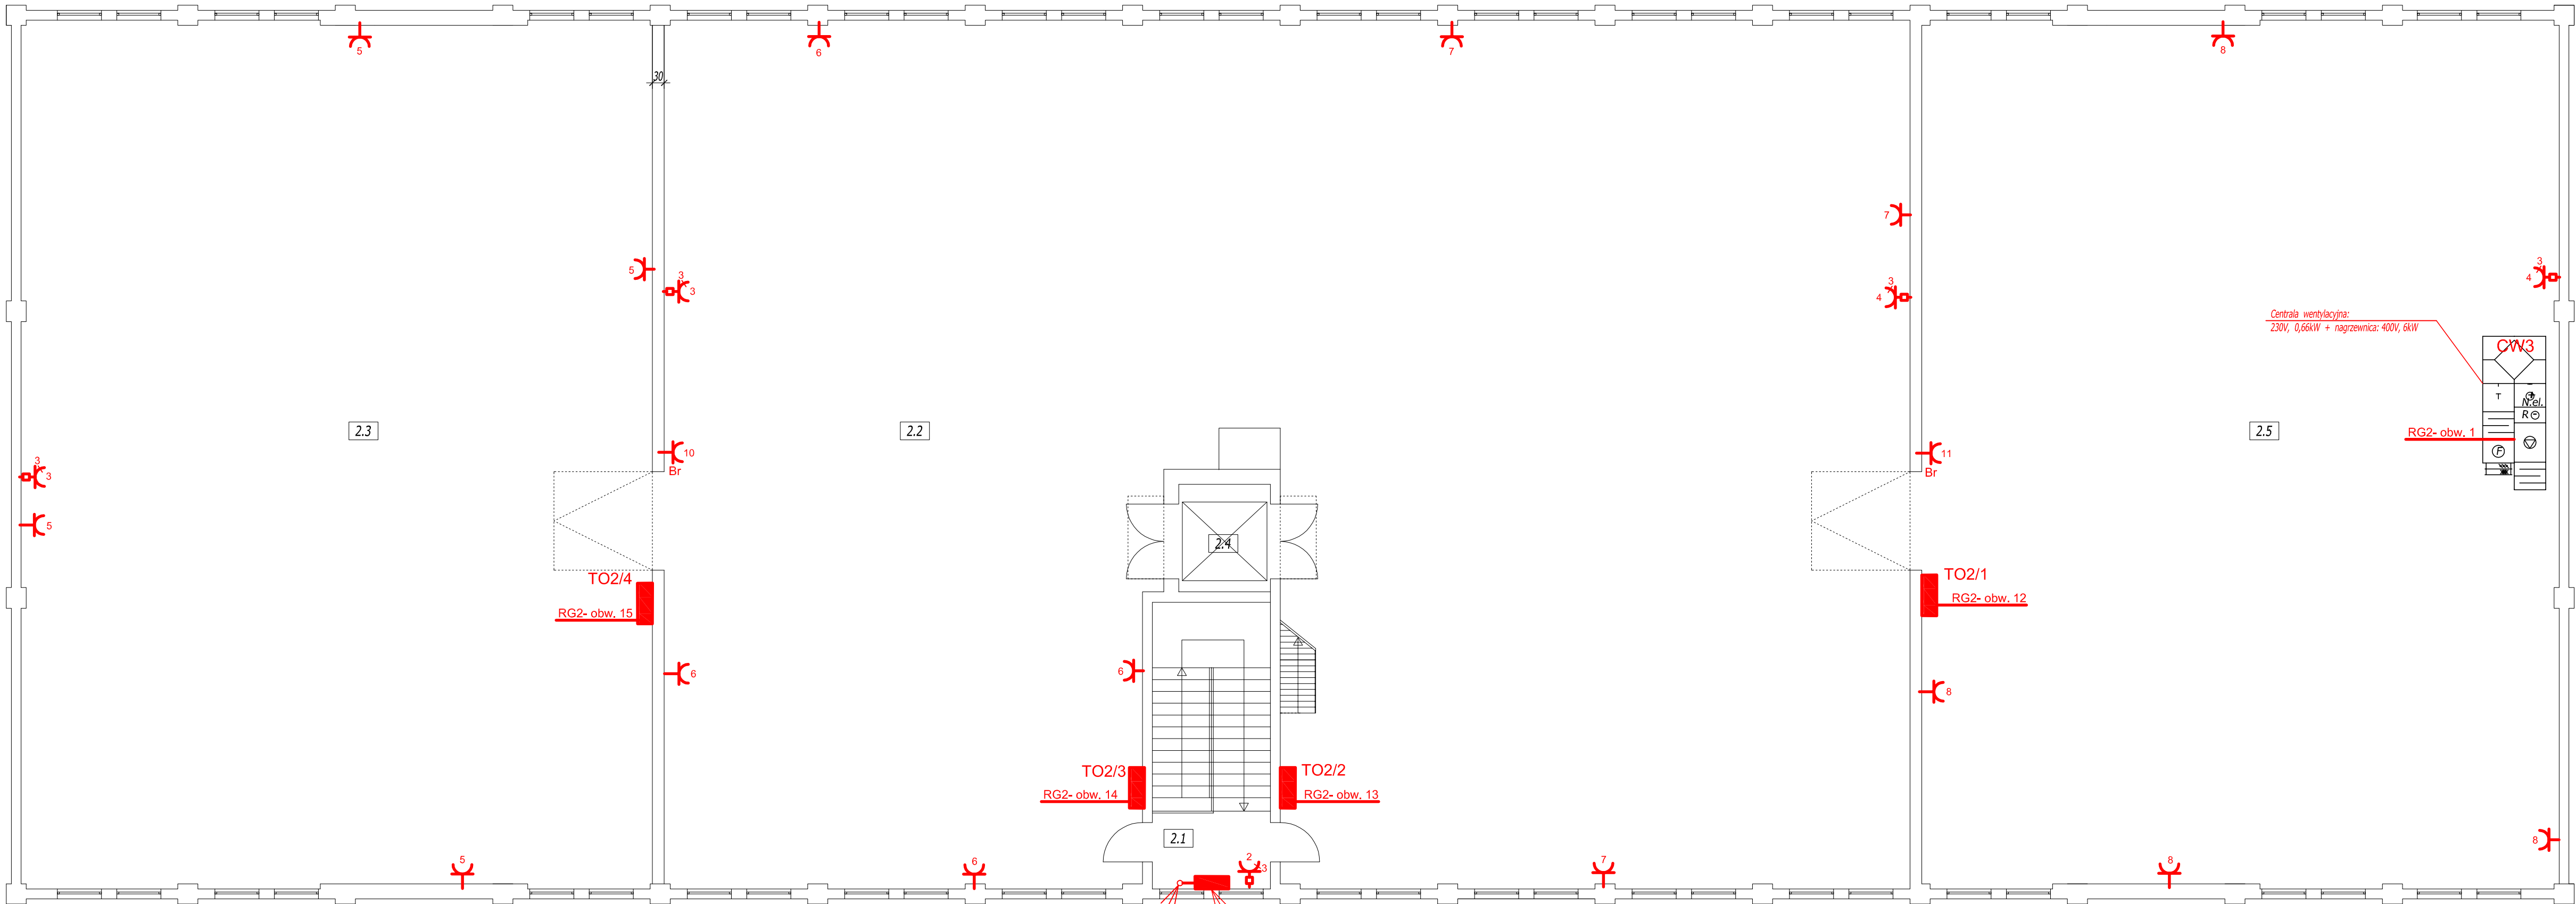 5
6
7
8
30
7
5
3
3
3
4
3
4
Centrala wentylacyjna:
230V, 0,66kW + nagrzewnica: 400V, 6kW
CW3
T
N.el.
R
F
RG2- obw. 1
2.3
2.2
2.5
10
Br
11
Br
3
3
5
2.4
TO2/4
RG2- obw. 15
TO2/1
RG2- obw. 12
6
6
8
TO2/3
RG2- obw. 14
TO2/2
RG2- obw. 13
2.1
8
5
6
2
x3
7
8